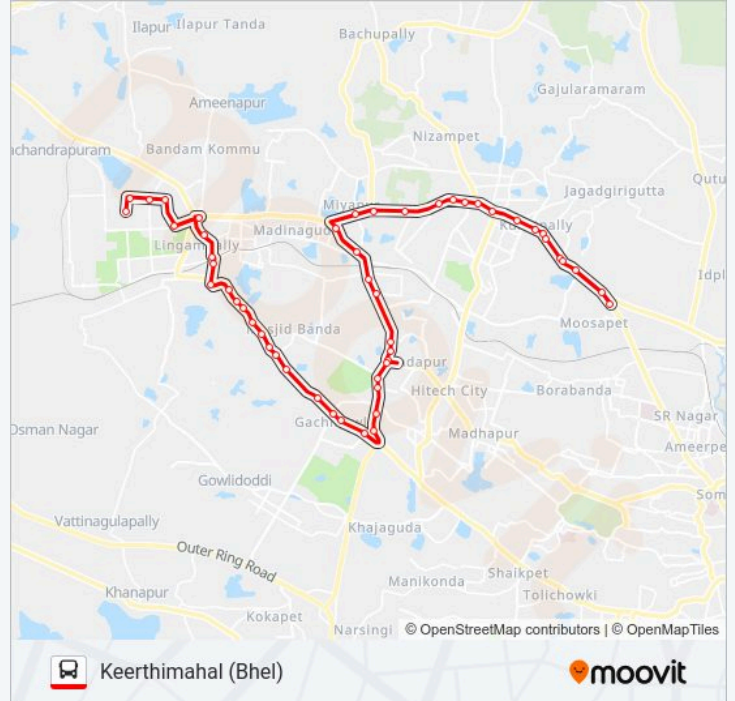 Ilapur
Ilapur Tanda
Bachupally
Gajularamaram
Ameenapur
Nizampet
achandrapuram
Bandam Kommu
Jagadgirigutta
Qutu
Miyapur
Madinaguda
Lingampally
Kukatpally
Idpl
Moosapet
Masjid Banda
Kondapur
Hitech City
Borabanda
SR Nagar
Ameerpe
Osman Nagar
Gachibowli
Madhapur
Gowlidoddi
Som
Vattinagulapally
Khajaguda
Outer Ring Road
Shaikpet
Manikonda
Tolichowki
Khanapur
Kokapet
Narsingi
© OpenStreetMap contributors | © OpenMapTiles
Keerthimahal (Bhel)
moovit